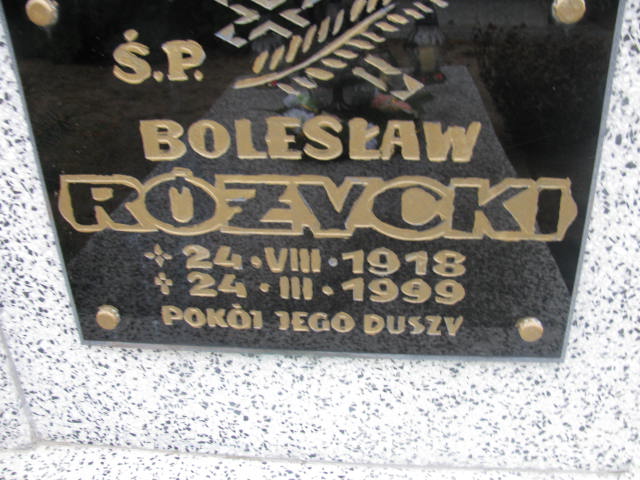 Ś.P.
BOLESŁAW
RÓŻYCKI
24·VIII·1918
24·III·1999
POKÓJ JEGO DUSZY